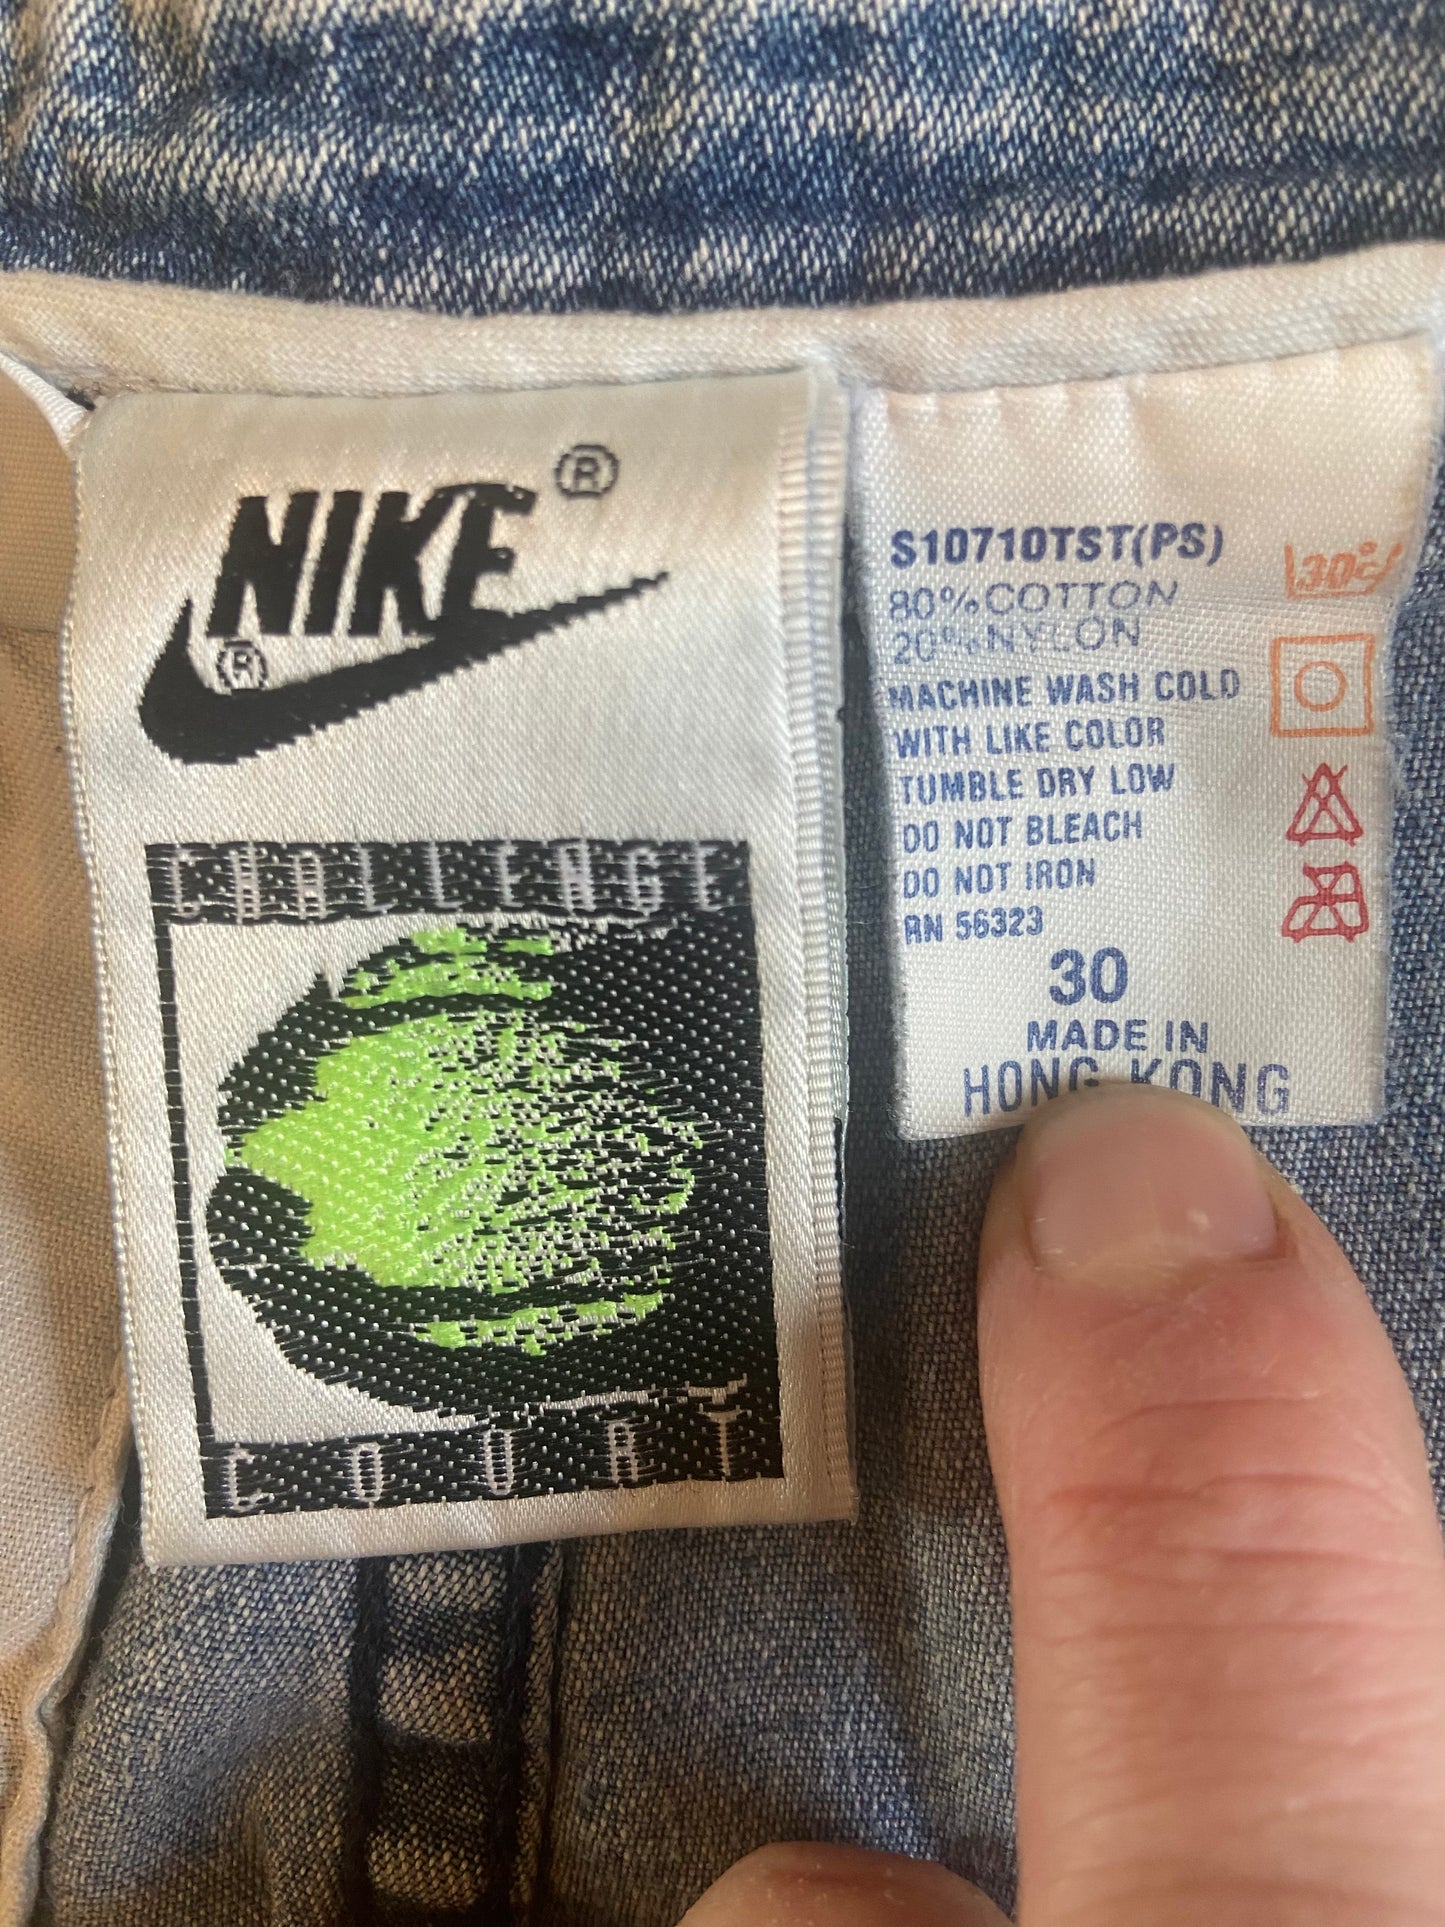 NIKE ®
®
CHALLENGE
COURT
S10710TST(PS)
80% COTTON
20% NYLON
MACHINE WASH COLD
WITH LIKE COLOR
TUMBLE DRY LOW
DO NOT BLEACH
DO NOT IRON
RN 56323
30
MADE IN
HONG KONG
30°